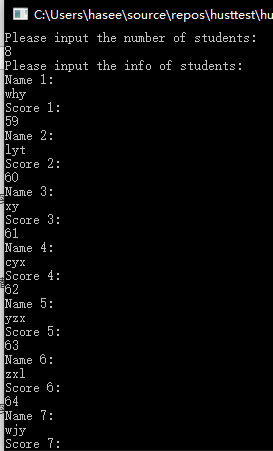 C:\Users\hasee\source\repos\husttest\hu
Please input the number of students:
8
Please input the info of students:
Name 1:
why
Score 1:
59
Name 2:
lyt
Score 2:
60
Name 3:
xy
Score 3:
61
Name 4:
cyx
Score 4:
62
Name 5:
yzx
Score 5:
63
Name 6:
zxl
Score 6:
64
Name 7:
wjy
Score 7: